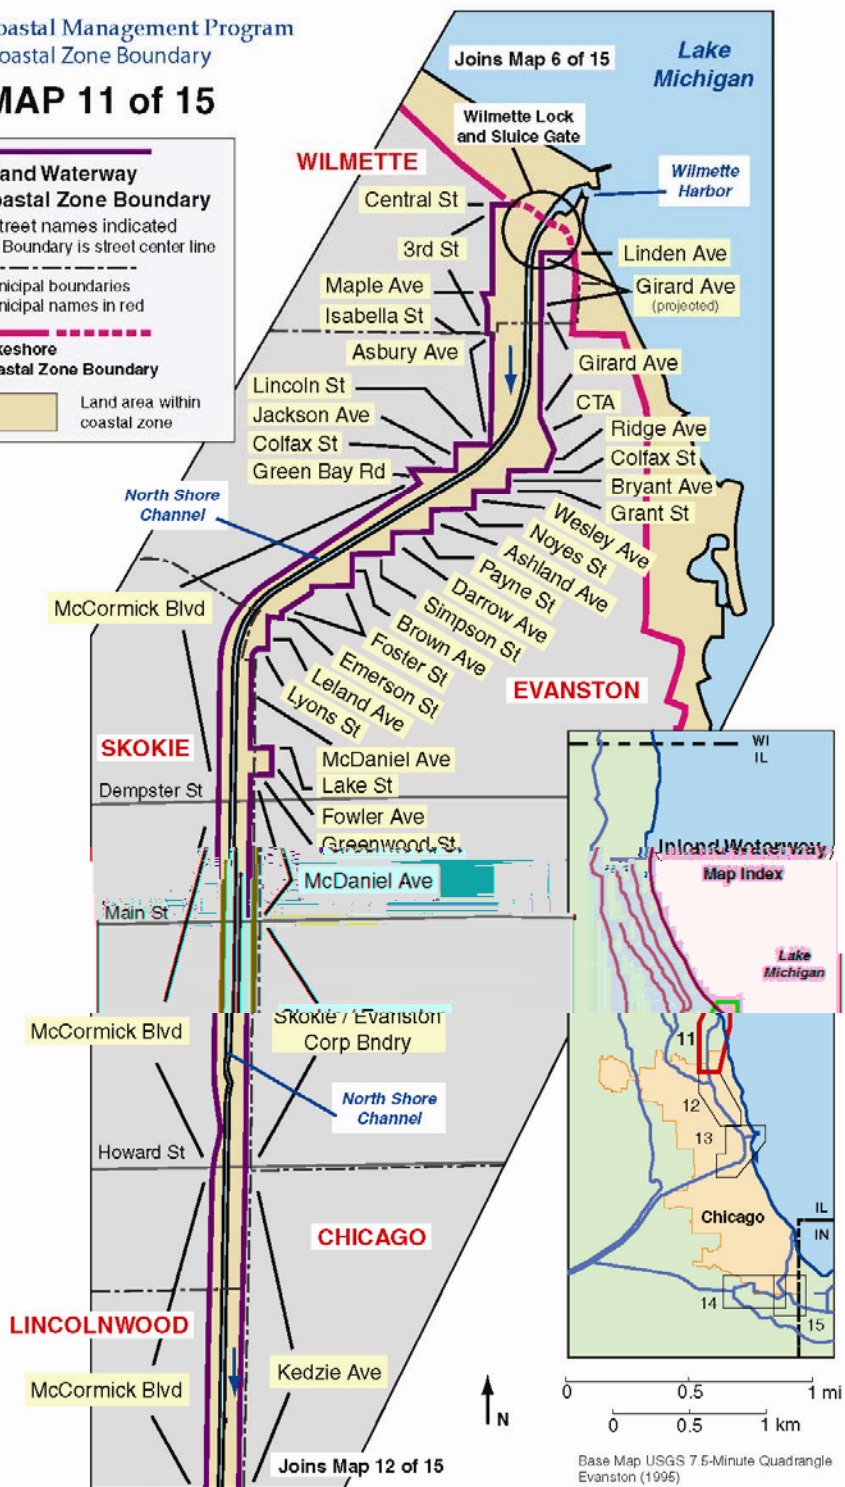 oastal Management Program
oastal Zone Boundary
MAP 11 of 15
and Waterway
oastal Zone Boundary
treet names indicated
Boundary is street center line
nicipal boundaries
nicipal names in red
keshore
astal Zone Boundary
Land area within
coastal zone
Joins Map 6 of 15
Lake
Michigan
Wilmette Lock
and Sluice Gate
WILMETTE
Wilmette
Harbor
Central St
3rd St
Linden Ave
Maple Ave
Girard Ave
(projected)
Isabella St
Asbury Ave
Girard Ave
Lincoln St
CTA
Jackson Ave
Ridge Ave
Colfax St
Colfax St
Green Bay Rd
Bryant Ave
Grant St
North Shore
Channel
Wesley Ave
Noyes St
Ashland Ave
Payne St
Darrow Ave
Simpson St
Brown Ave
Foster St
Emerson St
Leland Ave
Lyons St
McCormick Blvd
EVANSTON
SKOKIE
McDaniel Ave
Lake St
Dempster St
Fowler Ave
Greenwood St
McDaniel Ave
Main St
McCormick Blvd
Skokie / Evanston
Corp Bndry
North Shore
Channel
Howard St
CHICAGO
LINCOLNWOOD
McCormick Blvd
Kedzie Ave
Joins Map 12 of 15
N
WI
IL
Inland Waterway
Map Index
Lake
Michigan
11
12
13
Chicago
IL
IN
14
15
0 0.5 1 mi
0 0.5 1 km
Base Map USGS 7.5-Minute Quadrangle
Evanston (1995)